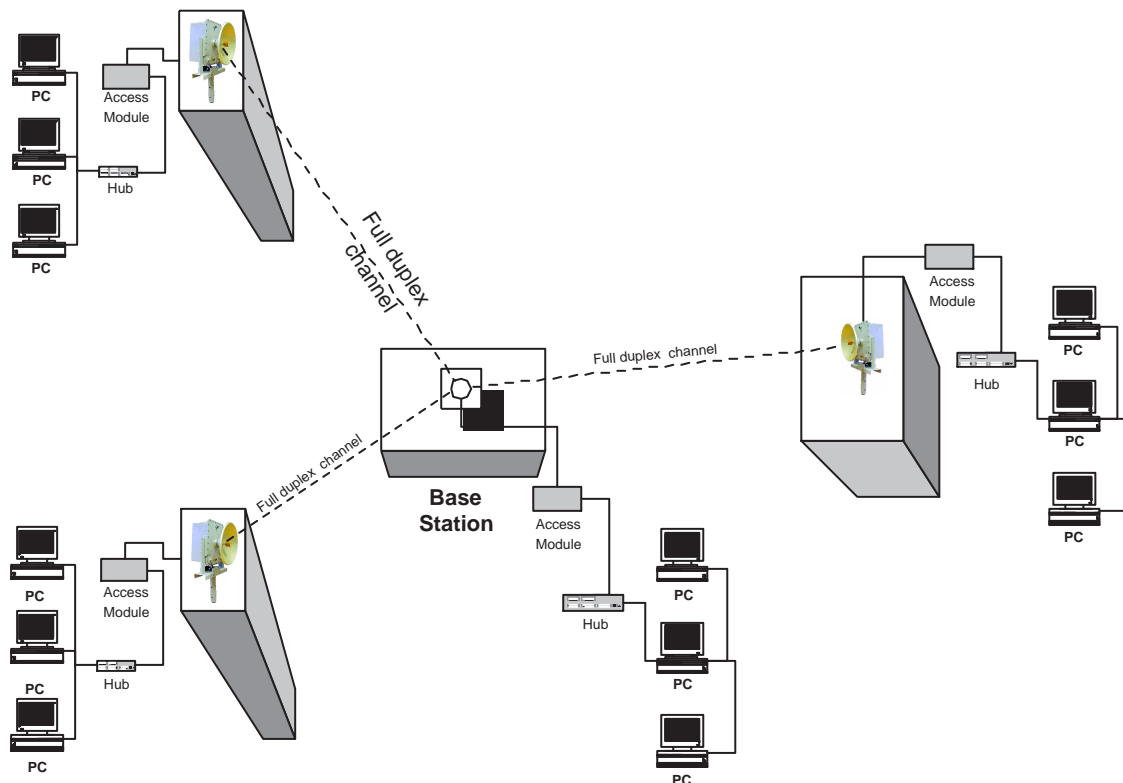 PC
Access
Module
PC
Hub
PC
Full duplex
channel
Access
Module
PC
Hub
PC
PC
Full duplex channel
Base
Station
Access
Module
Hub
PC
PC
PC
Full duplex channel
PC
Access
Module
PC
Hub
PC